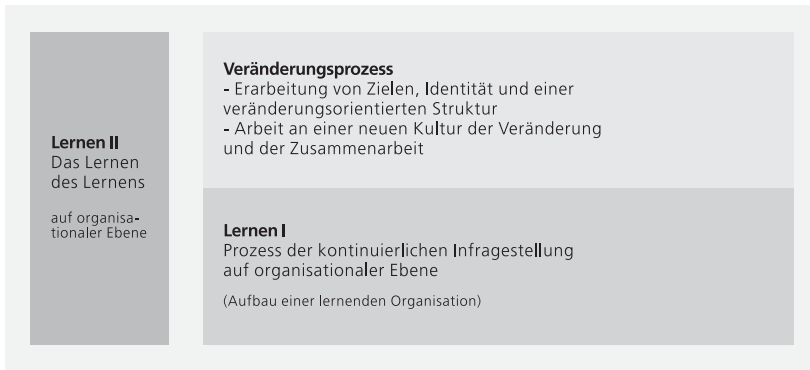 Lernen II
Das Lernen
des Lernens
auf organisa-
tionaler Ebene
Veränderungsprozess
- Erarbeitung von Zielen, Identität und einer
veränderungsorientierten Struktur
- Arbeit an einer neuen Kultur der Veränderung
und der Zusammenarbeit
Lernen I
Prozess der kontinuierlichen Infragestellung
auf organisationaler Ebene
(Aufbau einer lernenden Organisation)